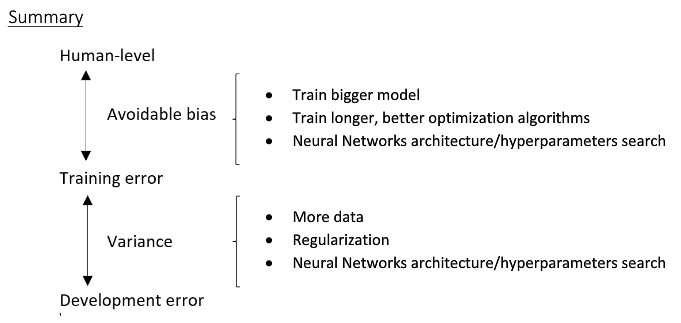 Summary
Human-level
Avoidable bias
• Train bigger model
• Train longer, better optimization algorithms
• Neural Networks architecture/hyperparameters search
Training error
Variance
• More data
• Regularization
• Neural Networks architecture/hyperparameters search
Development error